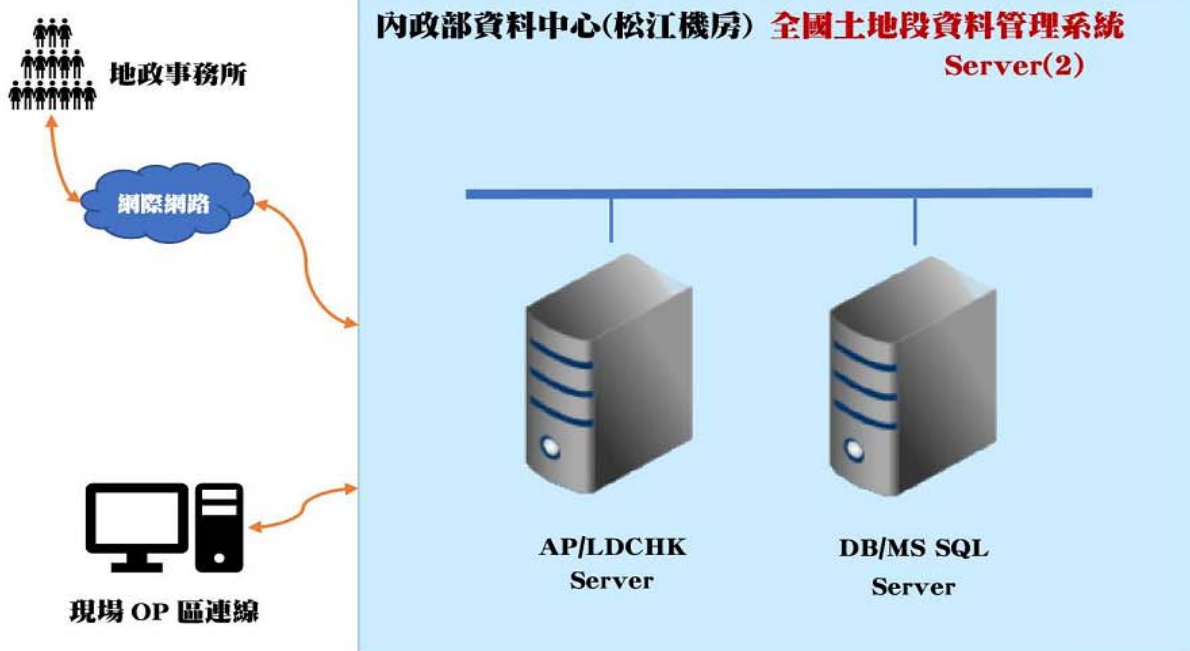 內政部資料中心(松江機房) 全國土地段資料管理系統
Server(2)
地政事務所
網際網路
AP/LDCHK
Server
DB/MS SQL
Server
現場 OP 區連線